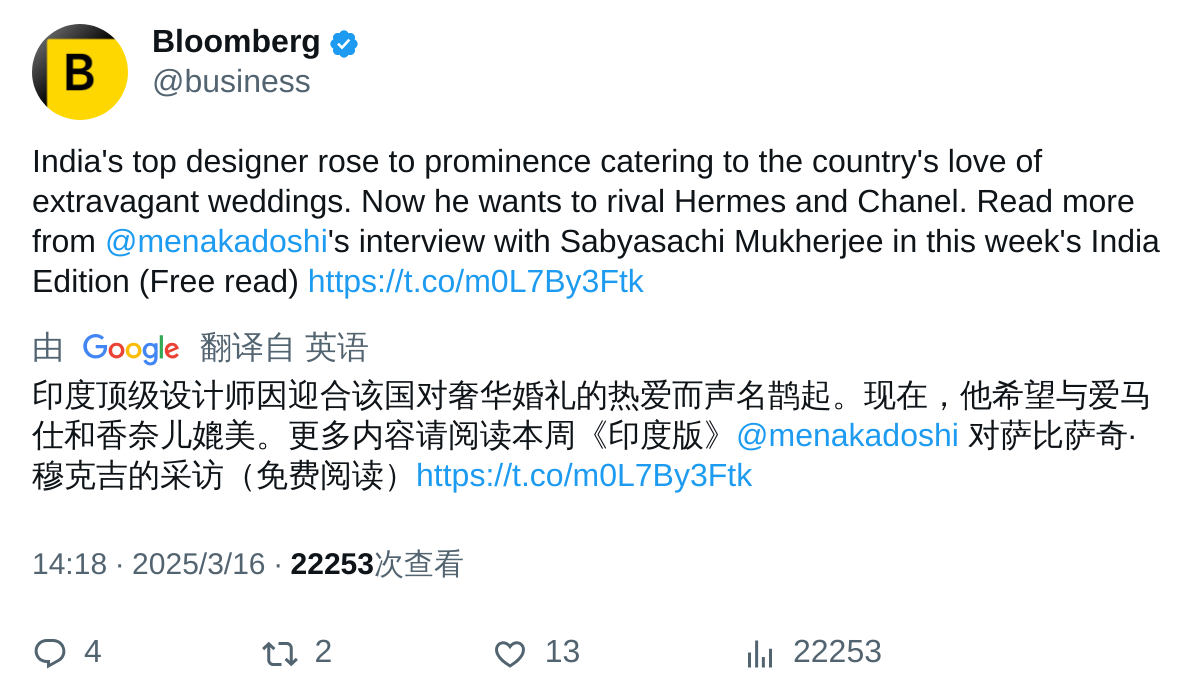 B
Bloomberg
@business
India's top designer rose to prominence catering to the country's love of
extravagant weddings. Now he wants to rival Hermes and Chanel. Read more
from @menakadoshi's interview with Sabyasachi Mukherjee in this week's India
Edition (Free read) https://t.co/m0L7By3Ftk
由 Google 翻译自 英语
印度顶级设计师因迎合该国对奢华婚礼的热爱而声名鹊起。现在，他希望与爱马
仕和香奈儿媲美。更多内容请阅读本周《印度版》@menakadoshi 对萨比萨奇·
穆克吉的采访（免费阅读）https://t.co/m0L7By3Ftk
14:18 · 2025/3/16 · 22253次查看
4 2 13 22253